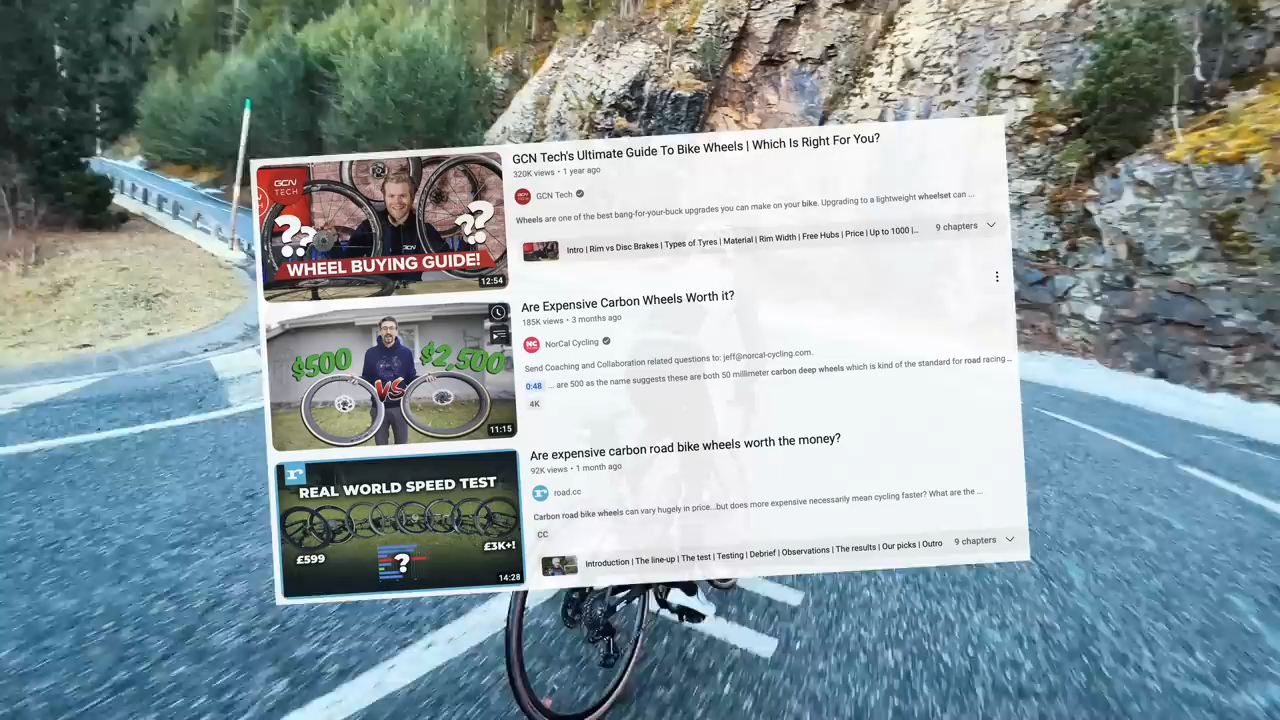 GCN
TECH
WHEEL BUYING GUIDE!
12:54
GCN Tech's Ultimate Guide To Bike Wheels | Which Is Right For You?
320K views • 1 year ago
GCN Tech
Wheels are one of the best bang-for-your-buck upgrades you can make on your bike. Upgrading to a lightweight wheelset can ...
Intro | Rim vs Disc Brakes | Types of Tyres | Material | Rim Width | Free Hubs | Price | Up to 1000 |...
9 chapters
$500
VS
$2,500
11:15
Are Expensive Carbon Wheels Worth it?
185K views • 3 months ago
NC
NorCal Cycling
Send Coaching and Collaboration related questions to: jeff@norcal-cycling.com.
0:48 ... are 500 as the name suggests these are both 50 millimeter carbon deep wheels which is kind of the standard for road racing ...
4K
r
REAL WORLD SPEED TEST
£599
?
£3K+!
14:28
Are expensive carbon road bike wheels worth the money?
92K views • 1 month ago
r
road.cc
Carbon road bike wheels can vary hugely in price...but does more expensive necessarily mean cycling faster? What are the ...
CC
Introduction | The line-up | The test | Testing | Debrief | Observations | The results | Our picks | Outro
9 chapters